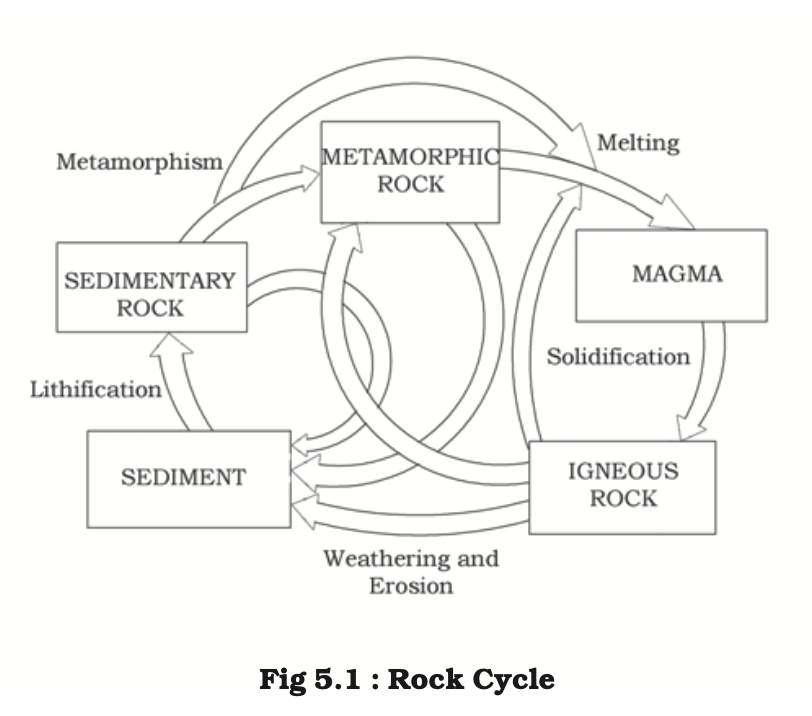 Metamorphism
METAMORPHIC
ROCK
Melting
SEDIMENTARY
ROCK
MAGMA
Lithification
Solidification
SEDIMENT
IGNEOUS
ROCK
Weathering and
Erosion
Fig 5.1 : Rock Cycle